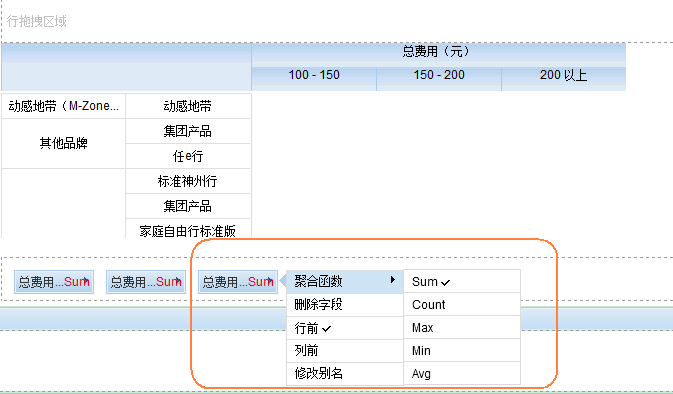 行拖拽区域
总费用（元）
100 - 150 150 - 200 200 以上
动感地带（M-Zone... 动感地带
其他品牌 集团产品
任e行
标准神州行
集团产品
家庭自由行标准版
总费用...Sum 总费用...Sum 总费用...Sum
聚合函数 Sum
删除字段 Count
行前 Max
列前 Min
修改别名 Avg